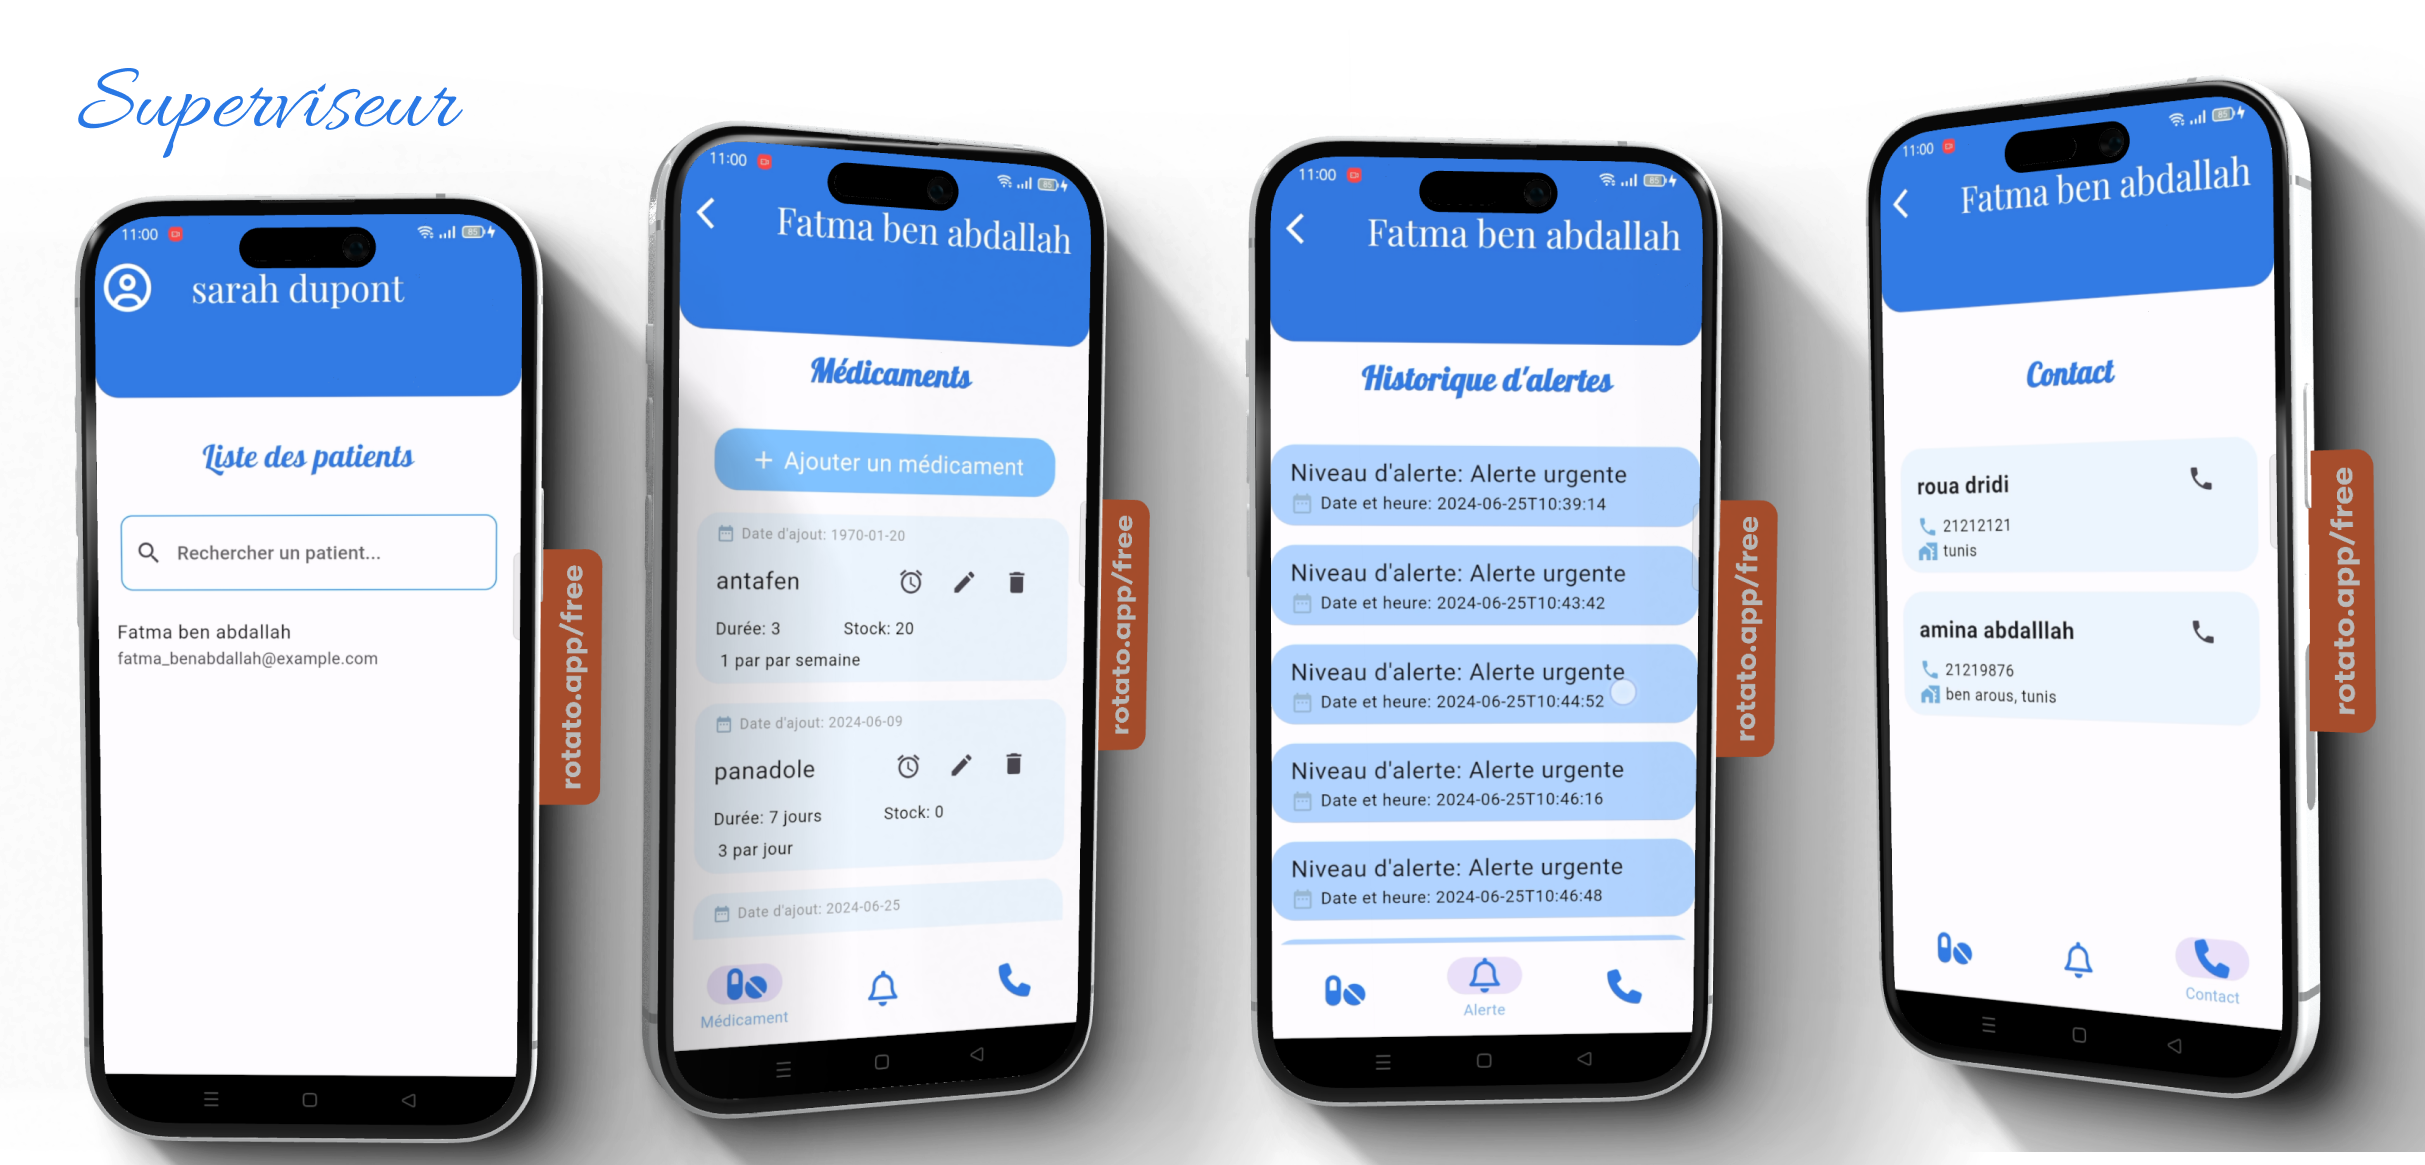 Superviseur
11:00
85
sarah dupont
Liste des patients
Rechercher un patient...
Fatma ben abdallah
fatma_benabdallah@example.com
rotato.app/free
11:00
85
Fatma ben abdallah
Médicaments
+ Ajouter un médicament
Date d'ajout: 1970-01-20
antafen
Durée: 3 Stock: 20
1 par par semaine
Date d'ajout: 2024-06-09
panadole
Durée: 7 jours Stock: 0
3 par jour
Date d'ajout: 2024-06-25
Médicament
rotato.app/free
11:00
85
Fatma ben abdallah
Historique d'alertes
Niveau d'alerte: Alerte urgente
Date et heure: 2024-06-25T10:39:14
Niveau d'alerte: Alerte urgente
Date et heure: 2024-06-25T10:43:42
Niveau d'alerte: Alerte urgente
Date et heure: 2024-06-25T10:44:52
Niveau d'alerte: Alerte urgente
Date et heure: 2024-06-25T10:46:16
Niveau d'alerte: Alerte urgente
Date et heure: 2024-06-25T10:46:48
Alerte
rotato.app/free
11:00
85
Fatma ben abdallah
Contact
roua dridi
21212121
tunis
amina abdalllah
21219876
ben arous, tunis
Contact
rotato.app/free